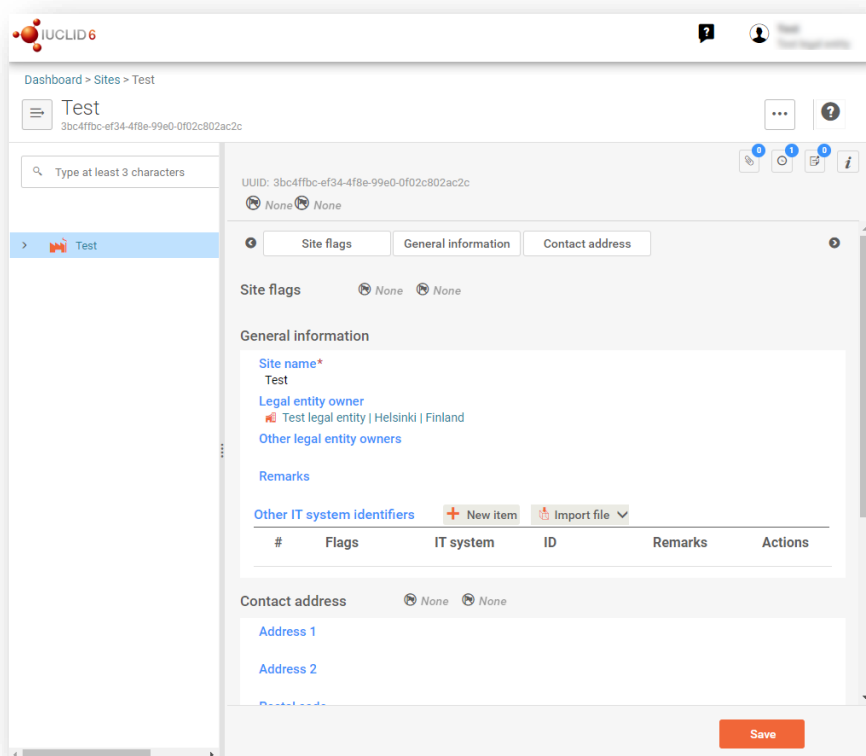 IUCLID 6
Dashboard > Sites > Test
Test
3bc4ffbc-ef34-4f8e-99e0-0f02c802ac2c
Type at least 3 characters
0 1 0
UUID: 3bc4ffbc-ef34-4f8e-99e0-0f02c802ac2c
None None
Test
Site flags General information Contact address
Site flags None None
General information
Site name*
Test
Legal entity owner
Test legal entity | Helsinki | Finland
Other legal entity owners
Remarks
Other IT system identifiers New item Import file
# Flags IT system ID Remarks Actions
Contact address None None
Address 1
Address 2
Save